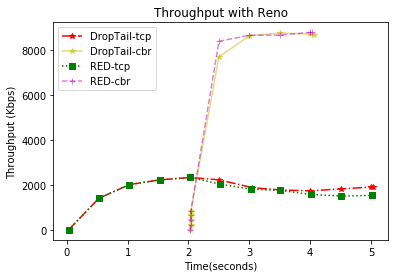 Throughput with Reno
DropTail-tcp
DropTail-cbr
RED-tcp
RED-cbr
Throughput (Kbps)
8000
6000
4000
2000
0
0
1
2
3
4
5
Time(seconds)